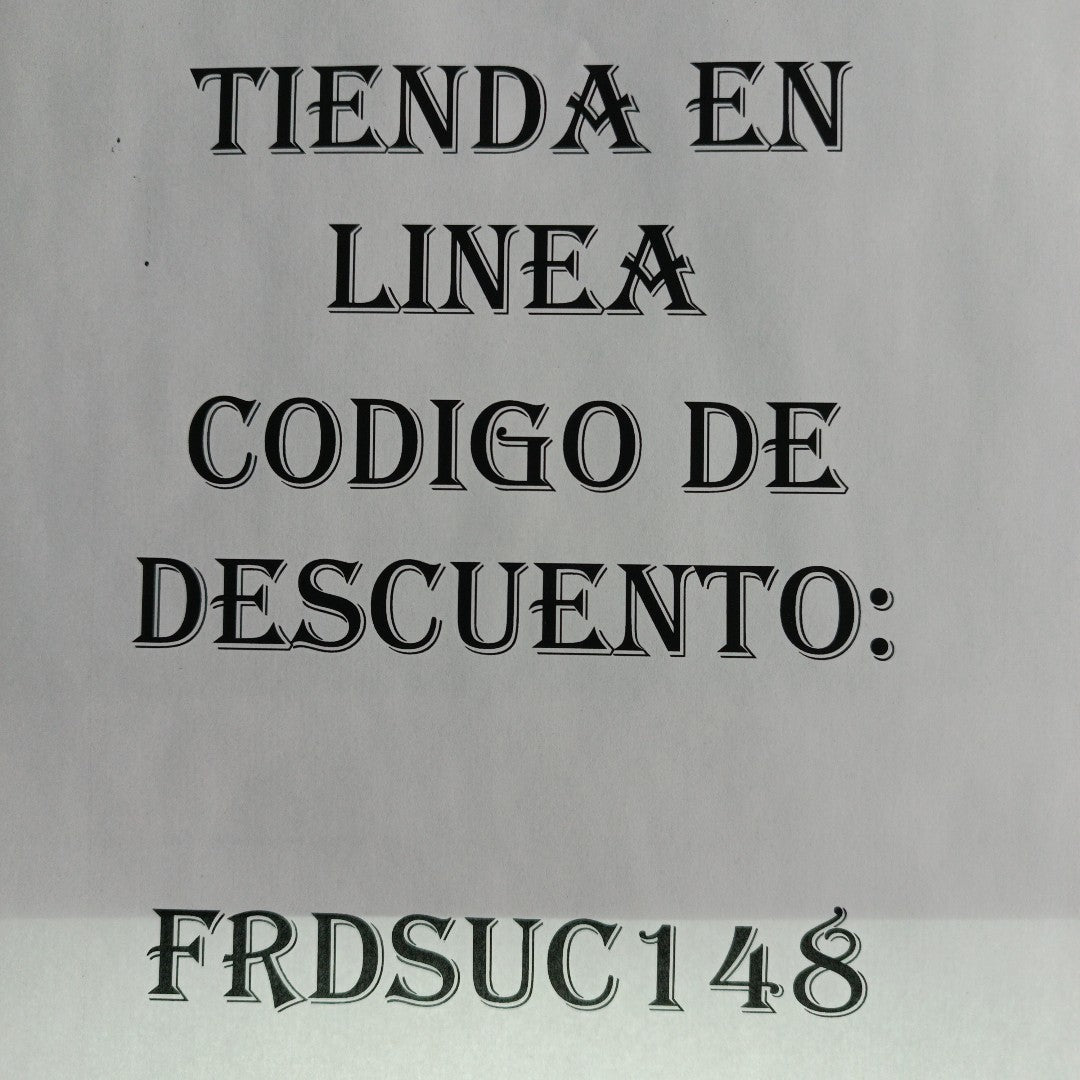 TIENDA EN
LINEA
CODIGO DE
DESCUENTO:
FRDSUC148